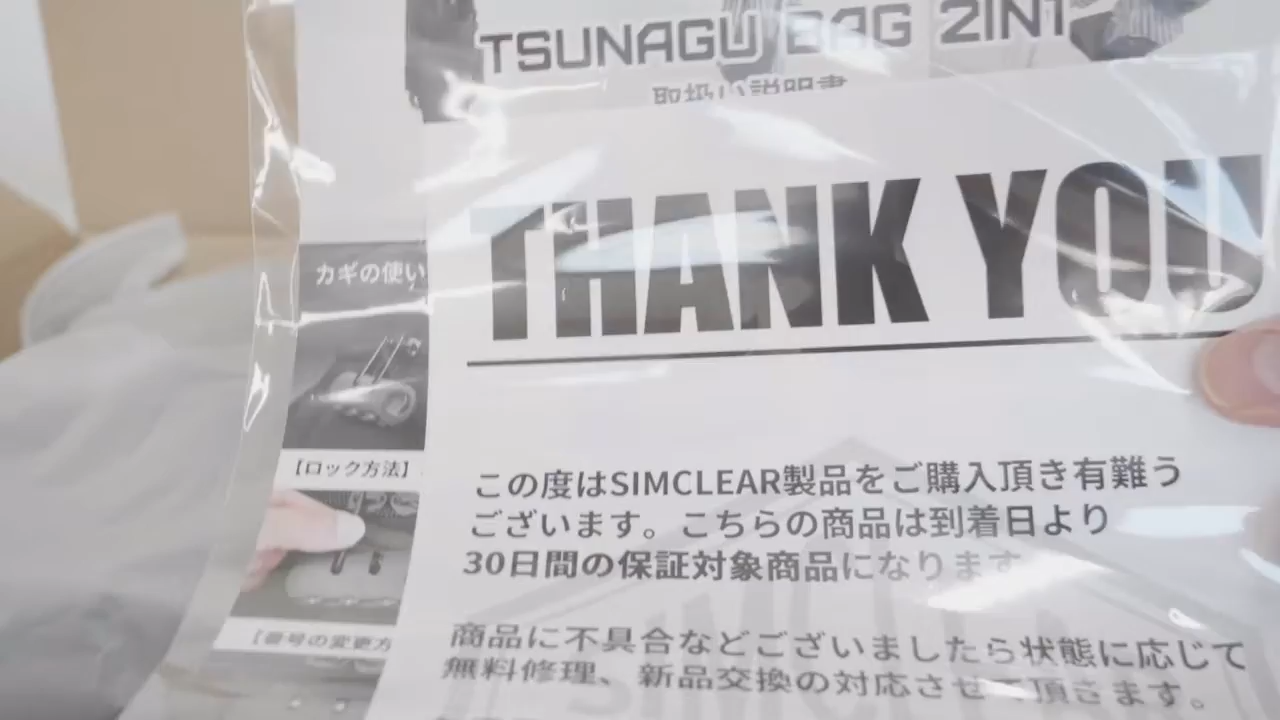 TSUNAGU BAG 2IN1
取扱い説明書
THANK YOU
カギの使い
【ロック方法】
【番号の変更方
この度はSIMCLEAR製品をご購入頂き有難う
ございます。こちらの商品は到着日より
30日間の保証対象商品になります
商品に不具合などございましたら状態に応じて
無料修理、新品交換の対応させて頂きます。
SIMCLEAR